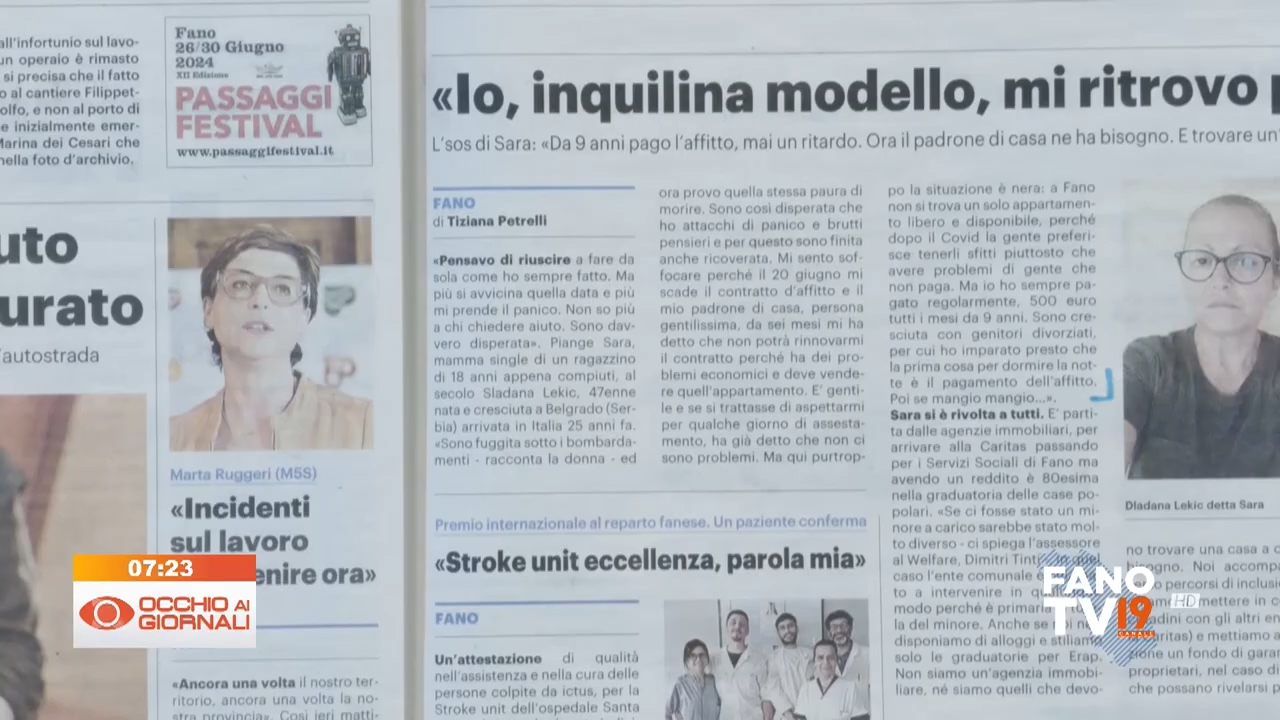 all'infortunio sul lavo-
un operaio è rimasto
si precisa che il fatto
o al cantiere Filippet-
olfo, e non al porto di
e inizialmente emer-
Marina dei Cesari che
nella foto d'archivio.
Fano
26/30 Giugno
2024
XII Edizione
PASSAGGI
FESTIVAL
www.passaggifestival.it
uto
urato
'autostrada
Marta Ruggeri (M5S)
«Incidenti
sul lavoro
enire ora»
«Ancora una volta il nostro ter-
ritorio, ancora una volta la no-
stra provincia». Così ieri matti-
«Io, inquilina modello, mi ritrovo
L'sos di Sara: «Da 9 anni pago l'affitto, mai un ritardo. Ora il padrone di casa ne ha bisogno. E trovare un
FANO
di Tiziana Petrelli
«Pensavo di riuscire a fare da
sola come ho sempre fatto. Ma
più si avvicina quella data e più
mi prende il panico. Non so più
a chi chiedere aiuto. Sono dav-
vero disperata». Piange Sara,
mamma single di un ragazzino
di 18 anni appena compiuti, al
secolo Sladana Lekic, 47enne
nata e cresciuta a Belgrado (Ser-
bia) arrivata in Italia 25 anni fa.
«Sono fuggita sotto i bombarda-
menti - racconta la donna - ed
ora provo quella stessa paura di
morire. Sono così disperata che
ho attacchi di panico e brutti
pensieri e per questo sono finita
anche ricoverata. Mi sento sof-
focare perché il 20 giugno mi
scade il contratto d'affitto e il
mio padrone di casa, persona
gentilissima, da sei mesi mi ha
detto che non potrà rinnovarmi
il contratto perché ha dei pro-
blemi economici e deve vende-
re quell'appartamento. E' genti-
le e se si trattasse di aspettarmi
per qualche giorno di assesta-
mento, ha già detto che non ci
sono problemi. Ma qui purtrop-
po la situazione è nera: a Fano
non si trova un solo appartamen-
to libero e disponibile, perché
dopo il Covid la gente preferi-
sce tenerli sfitti piuttosto che
avere problemi di gente che
non paga. Ma io ho sempre pa-
gato regolarmente, 500 euro
tutti i mesi da 9 anni. Sono cre-
sciuta con genitori divorziati,
per cui ho imparato presto che
la prima cosa per dormire la not-
te è il pagamento dell'affitto.
Poi se mangio mangio...».
Sara si è rivolta a tutti. E' parti-
ta dalle agenzie immobiliari, per
arrivare alla Caritas passando
per i Servizi Sociali di Fano ma
avendo un reddito è 80esima
nella graduatoria delle case po-
polari. «Se ci fosse stato un mi-
nore a carico sarebbe stato mol-
to diverso - ci spiega l'assessore
al Welfare, Dimitri Tinti
caso l'ente comunale
to a intervenire in
modo perché è primari
la del minore. Anche se
disponiamo di alloggi e stiliamo
solo le graduatorie per Erap.
Non siamo un'agenzia immobi-
liare, né siamo quelli che devo-
Dladana Lekic detta Sara
no trovare una casa a
bisogno. Noi accompa
percorsi di inclusi
mettere in c
adini con gli altri en
aritas) e mettiamo a
zione un fondo di garan
proprietari, nel caso di
che possano rivelarsi p
Premio internazionale al reparto fanese. Un paziente conferma
«Stroke unit eccellenza, parola mia»
FANO
Un'attestazione di qualità
nell'assistenza e nella cura delle
persone colpite da ictus, per la
Stroke unit dell'ospedale Santa
07:23
OCCHIO AI
GIORNALI
FANO
TV19
HD
CANALE